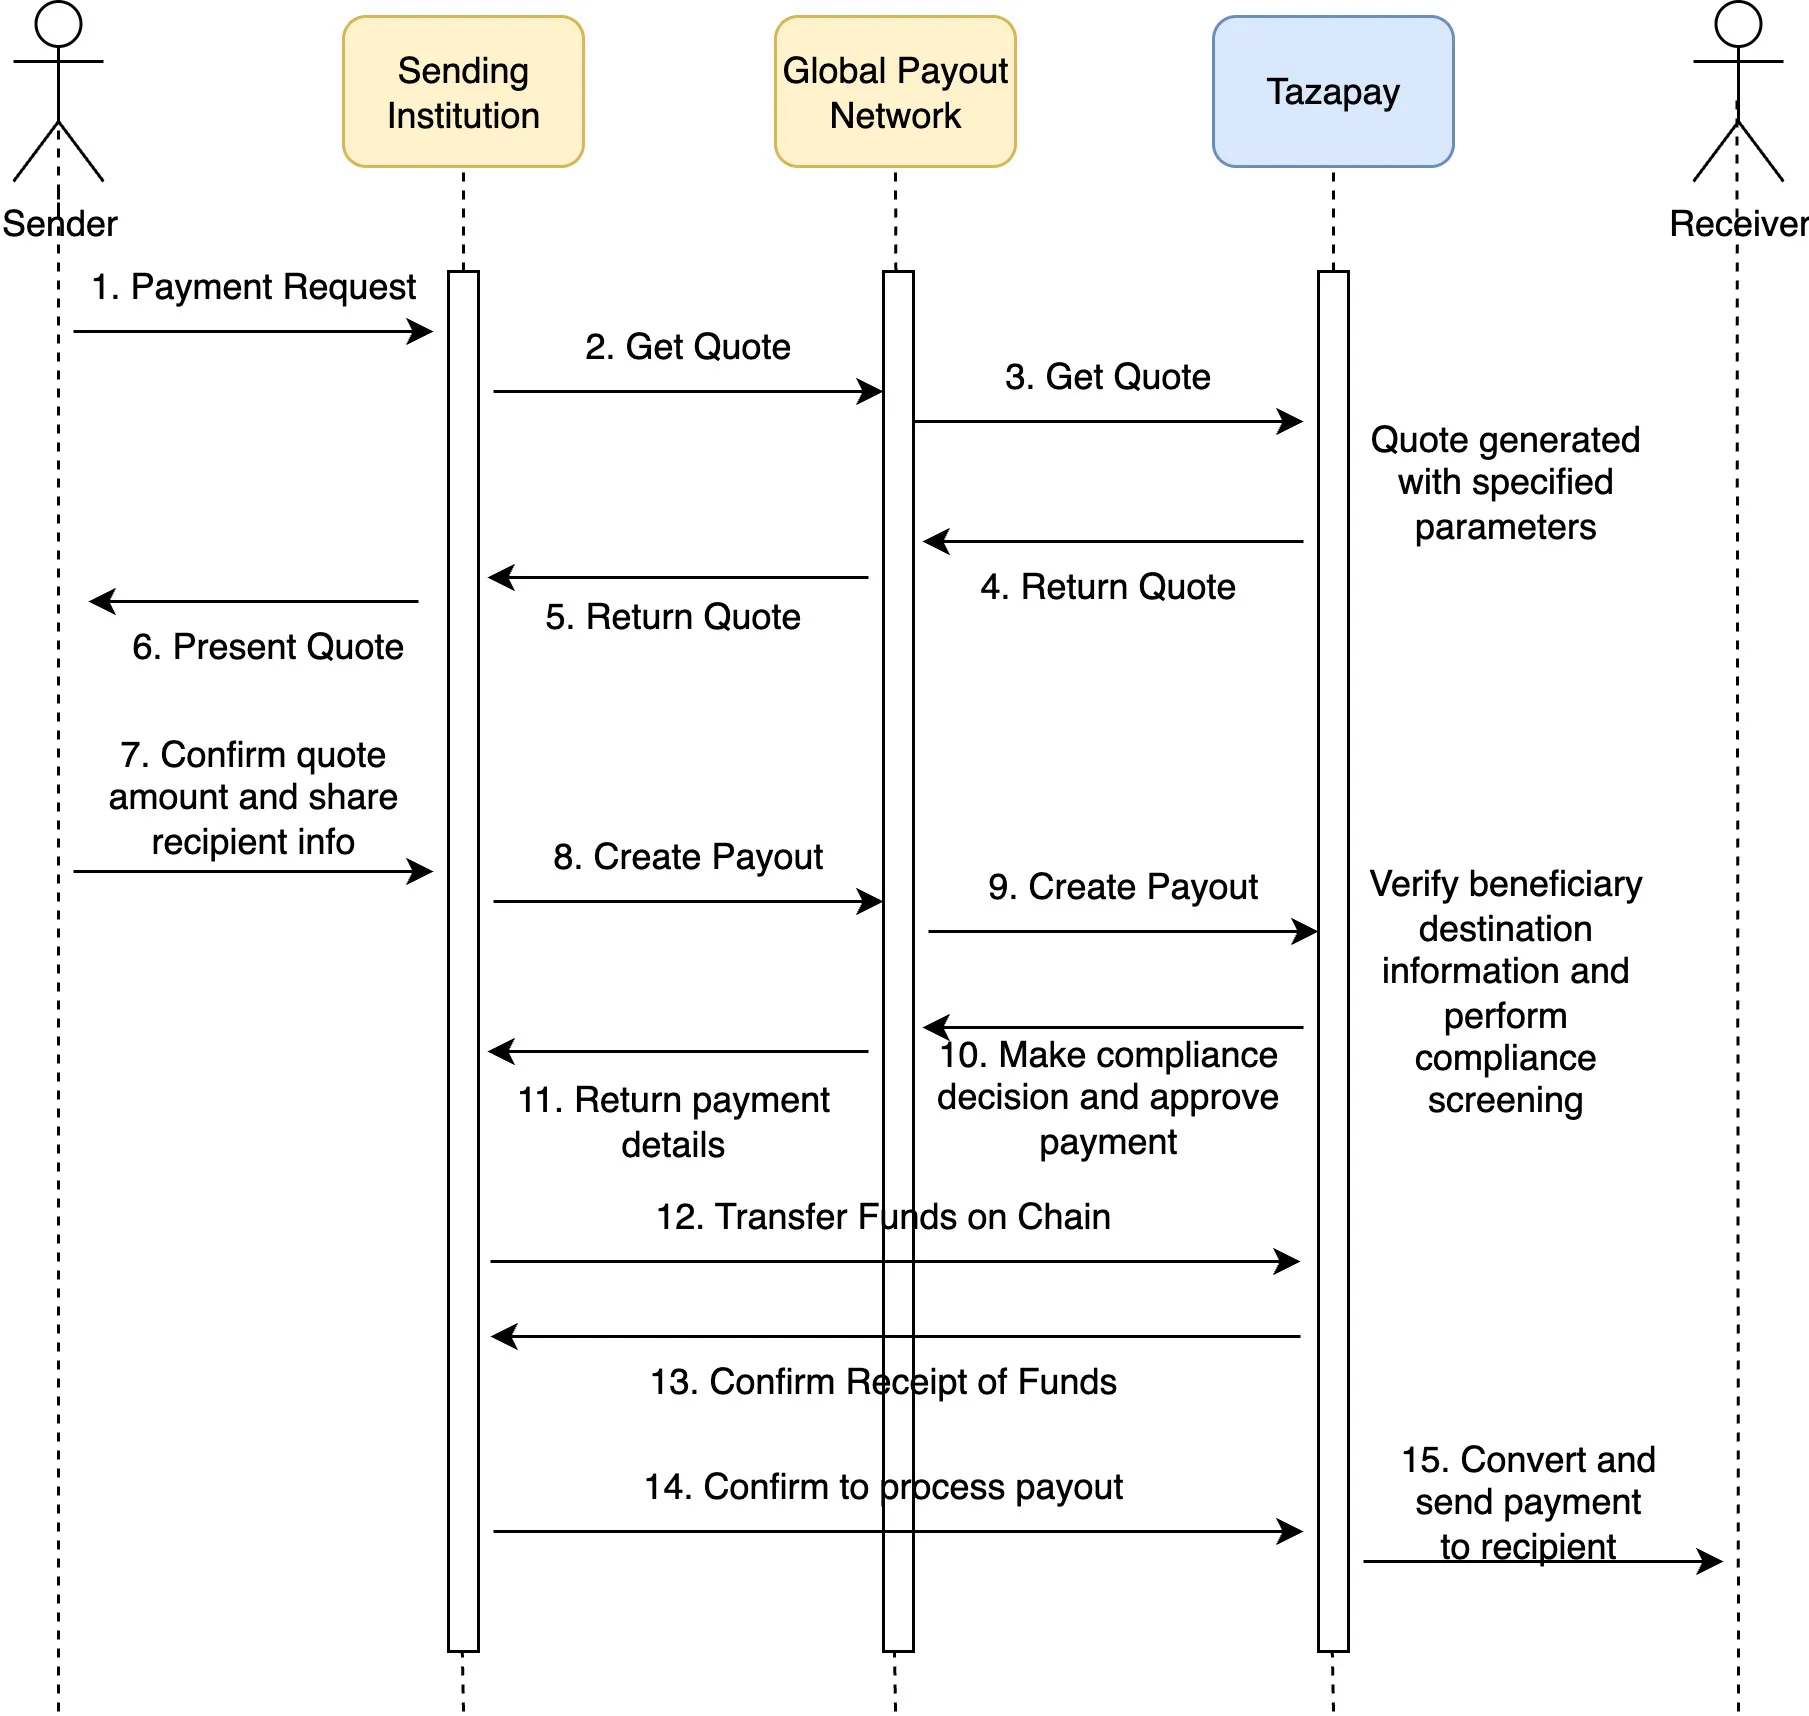 Sending
Institution
Global Payout
Network
Tazapay
Sender
Receiver
1. Payment Request
2. Get Quote
3. Get Quote
Quote generated
with specified
parameters
4. Return Quote
5. Return Quote
6. Present Quote
7. Confirm quote
amount and share
recipient info
8. Create Payout
9. Create Payout
Verify beneficiary
destination
information and
perform
compliance
screening
10. Make compliance
decision and approve
payment
11. Return payment
details
12. Transfer Funds on Chain
13. Confirm Receipt of Funds
14. Confirm to process payout
15. Convert and
send payment
to recipient